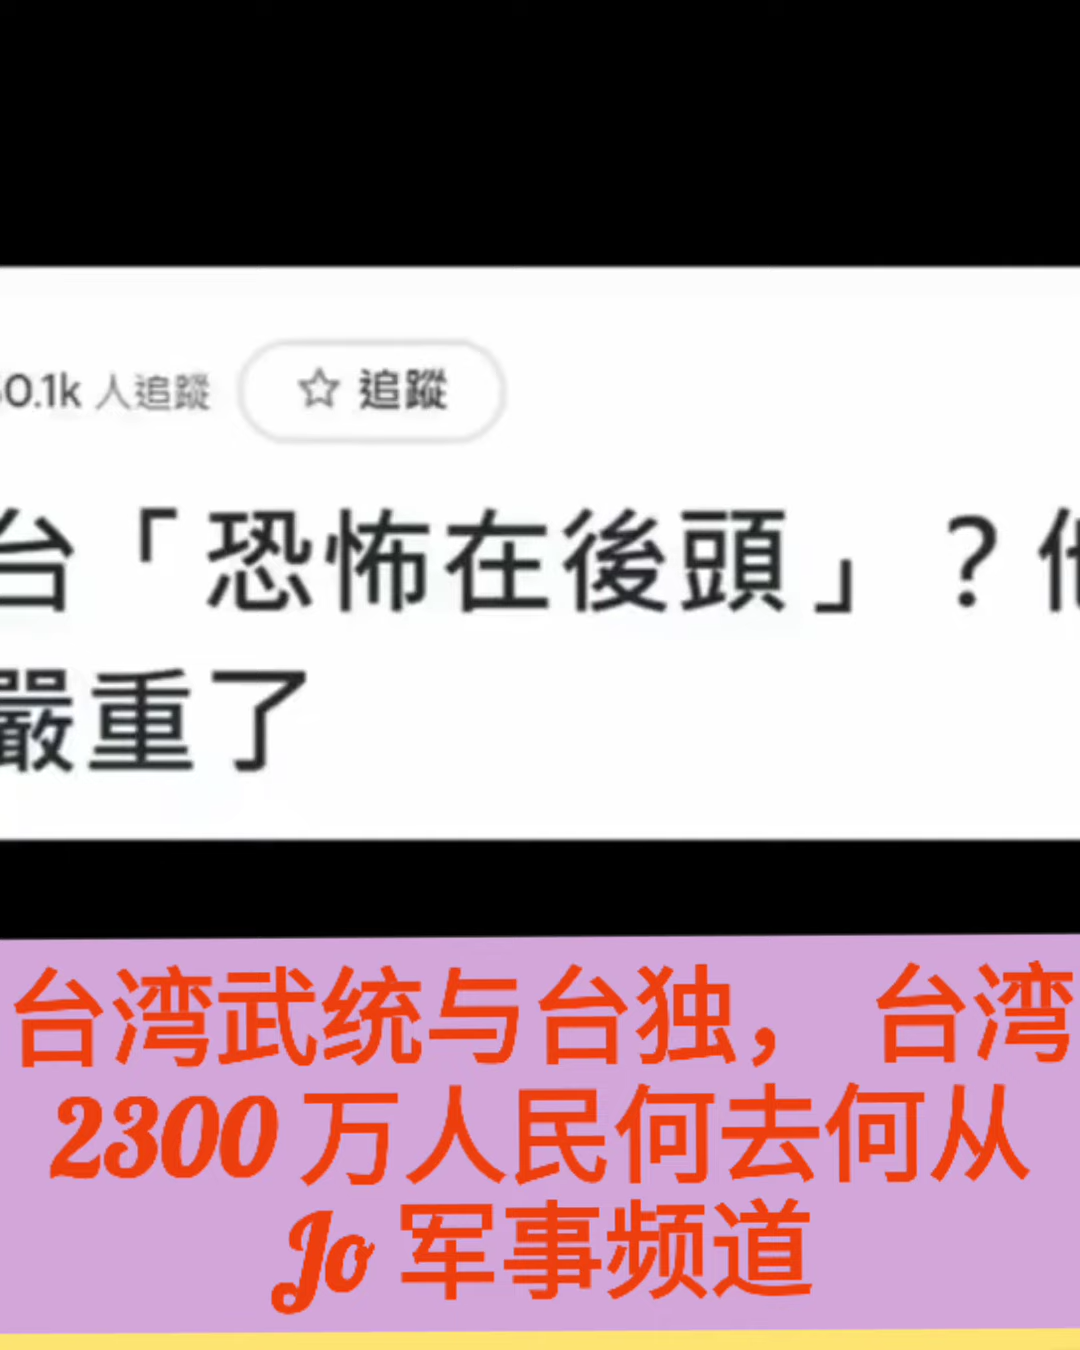 0.1k 人追蹤 ☆ 追蹤
台「恐怖在後頭」？
嚴重了
台湾武统与台独，台湾
2300 万人民何去何从
Jo 军事频道